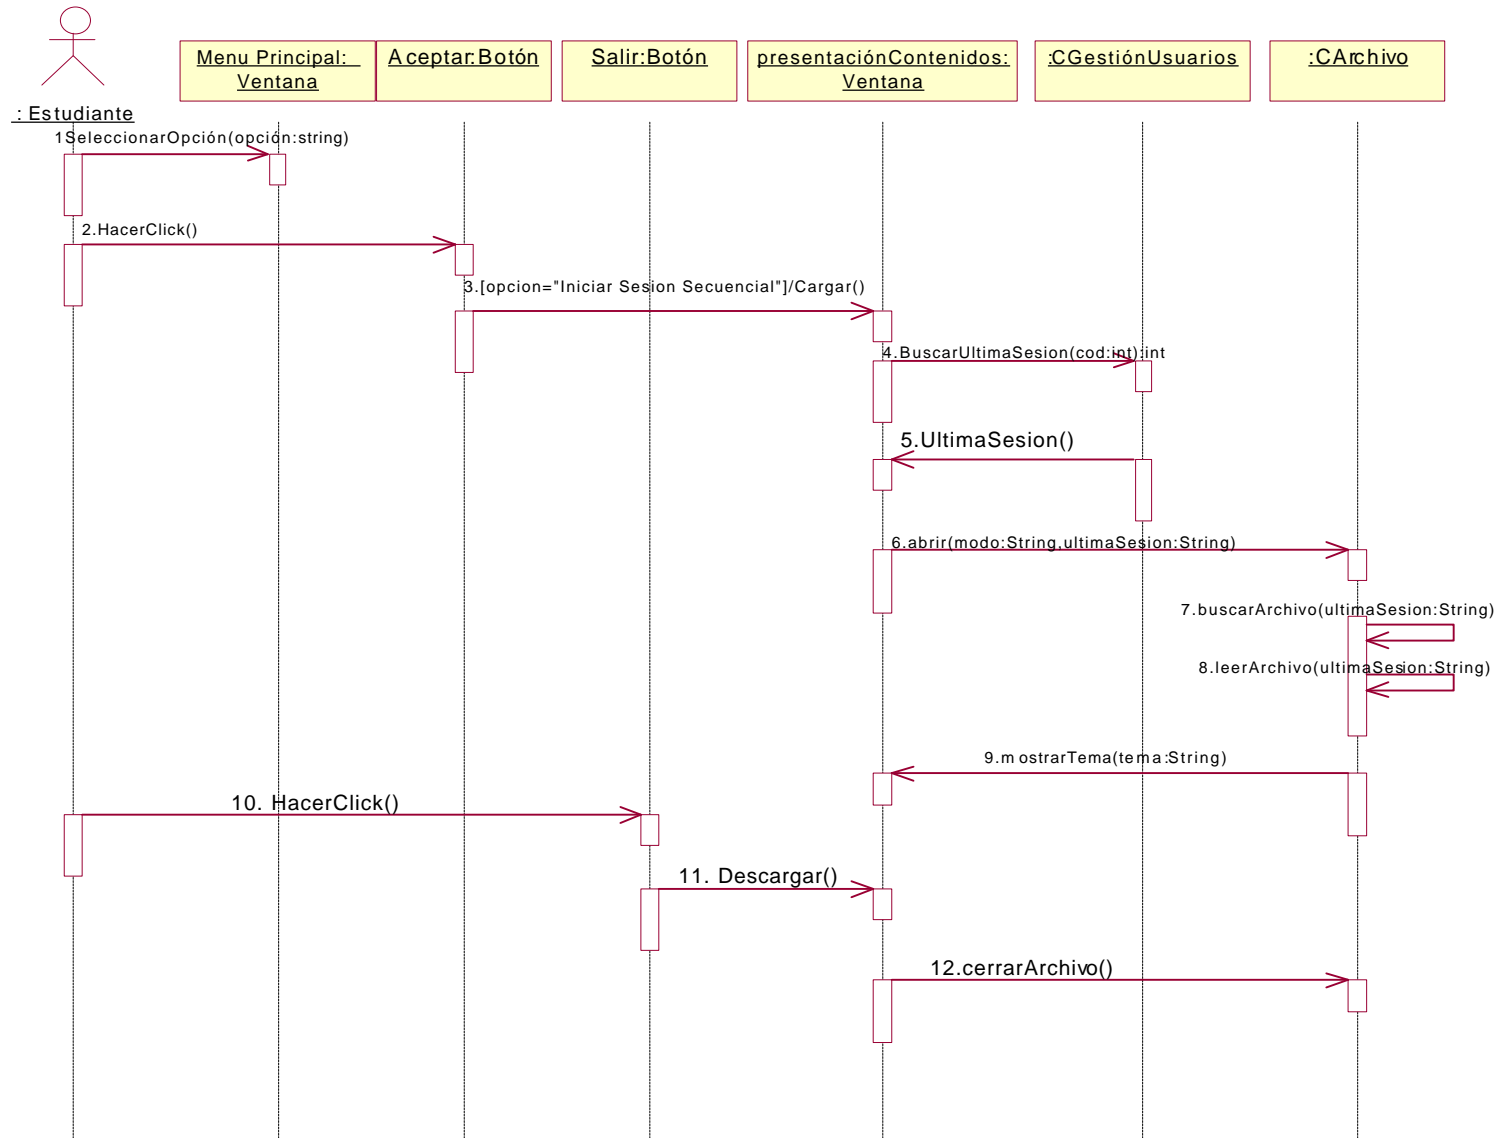 : Estudiante
Menu Principal:
Ventana
Aceptar:Botón
Salir:Botón
presentaciónContenidos:
Ventana
:CGestiónUsuarios
:CArchivo
1SeleccionarOpción(opción:string)
2.HacerClick()
3.[opcion="Iniciar Sesion Secuencial"]/Cargar()
4.BuscarUltimaSesion(cod:int):int
5.UltimaSesion()
6.abrir(modo:String,ultimaSesion:String)
7.buscarArchivo(ultimaSesion:String)
8.leerArchivo(ultimaSesion:String)
9.mostrarTema(tema:String)
10. HacerClick()
11. Descargar()
12.cerrarArchivo()